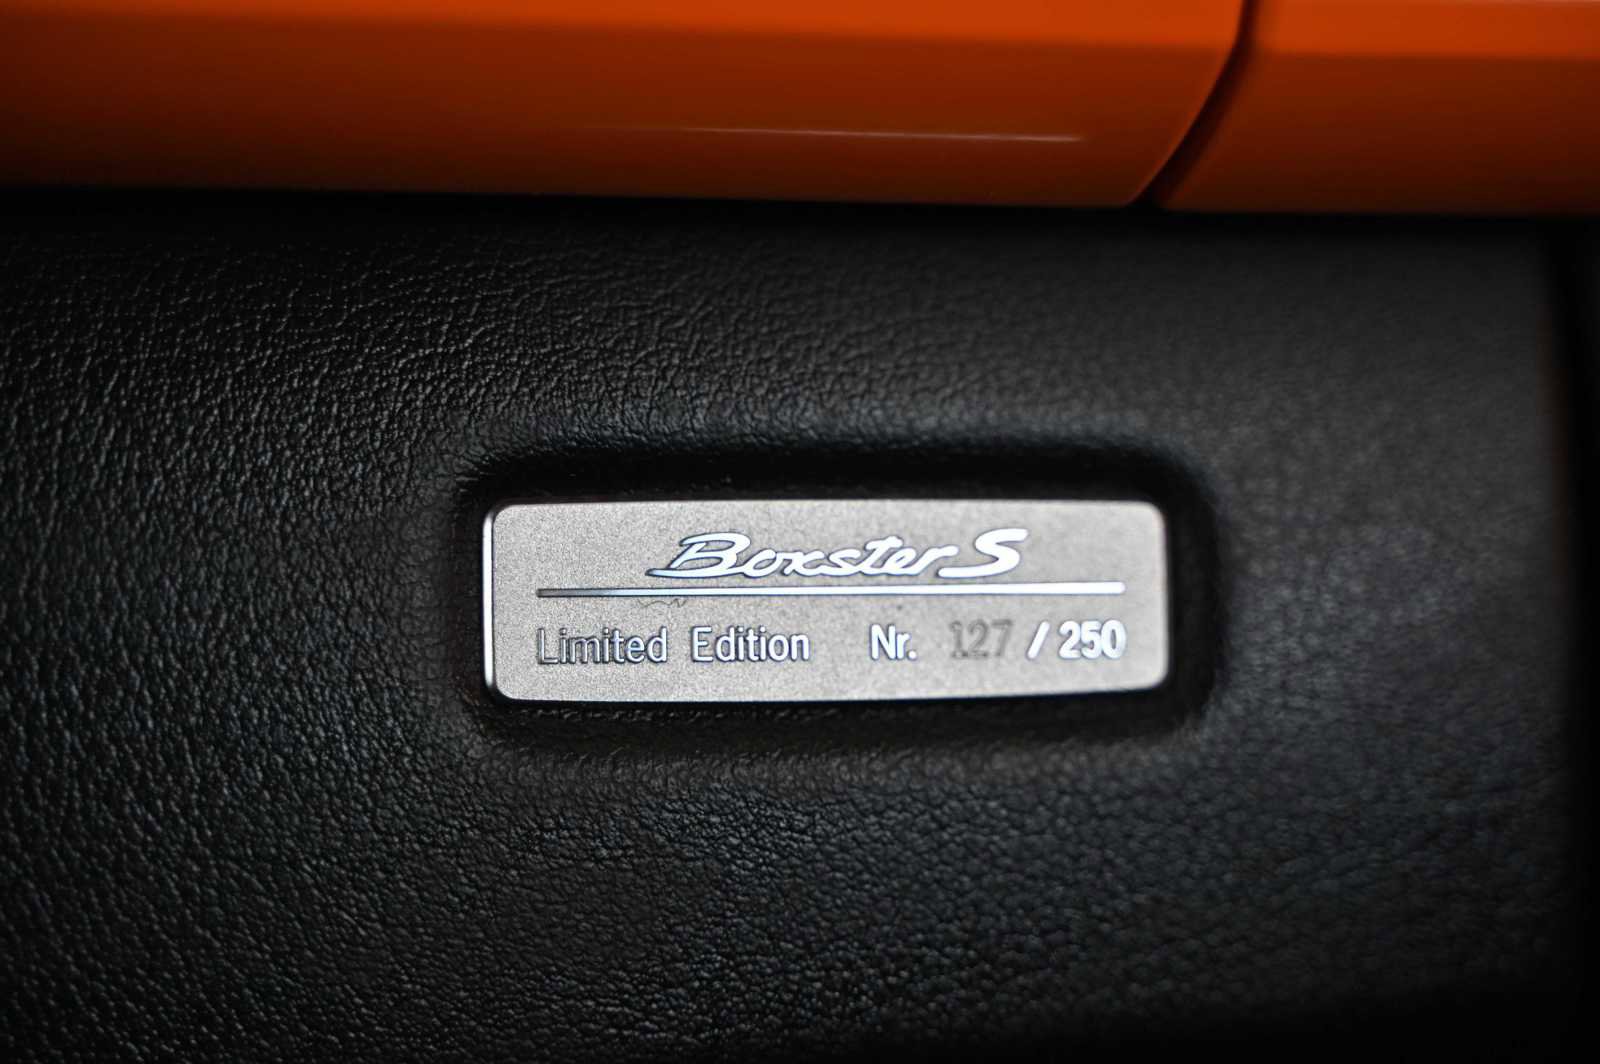 Boxster S
Limited Edition Nr. 127 / 250